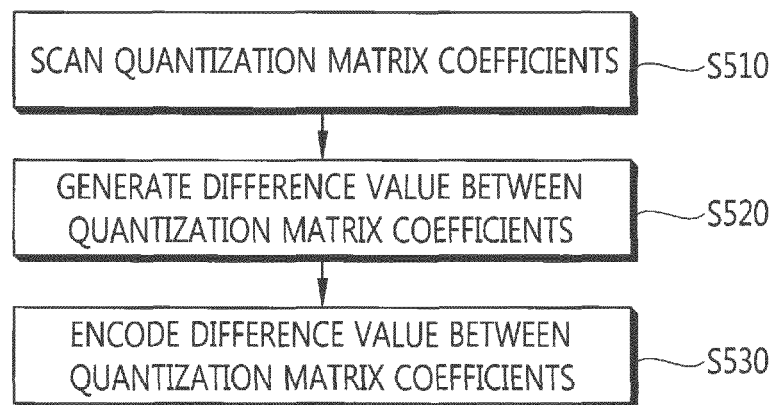 SCAN QUANTIZATION MATRIX COEFFICIENTS
S510
GENERATE DIFFERENCE VALUE BETWEEN
QUANTIZATION MATRIX COEFFICIENTS
S520
ENCODE DIFFERENCE VALUE BETWEEN
QUANTIZATION MATRIX COEFFICIENTS
S530